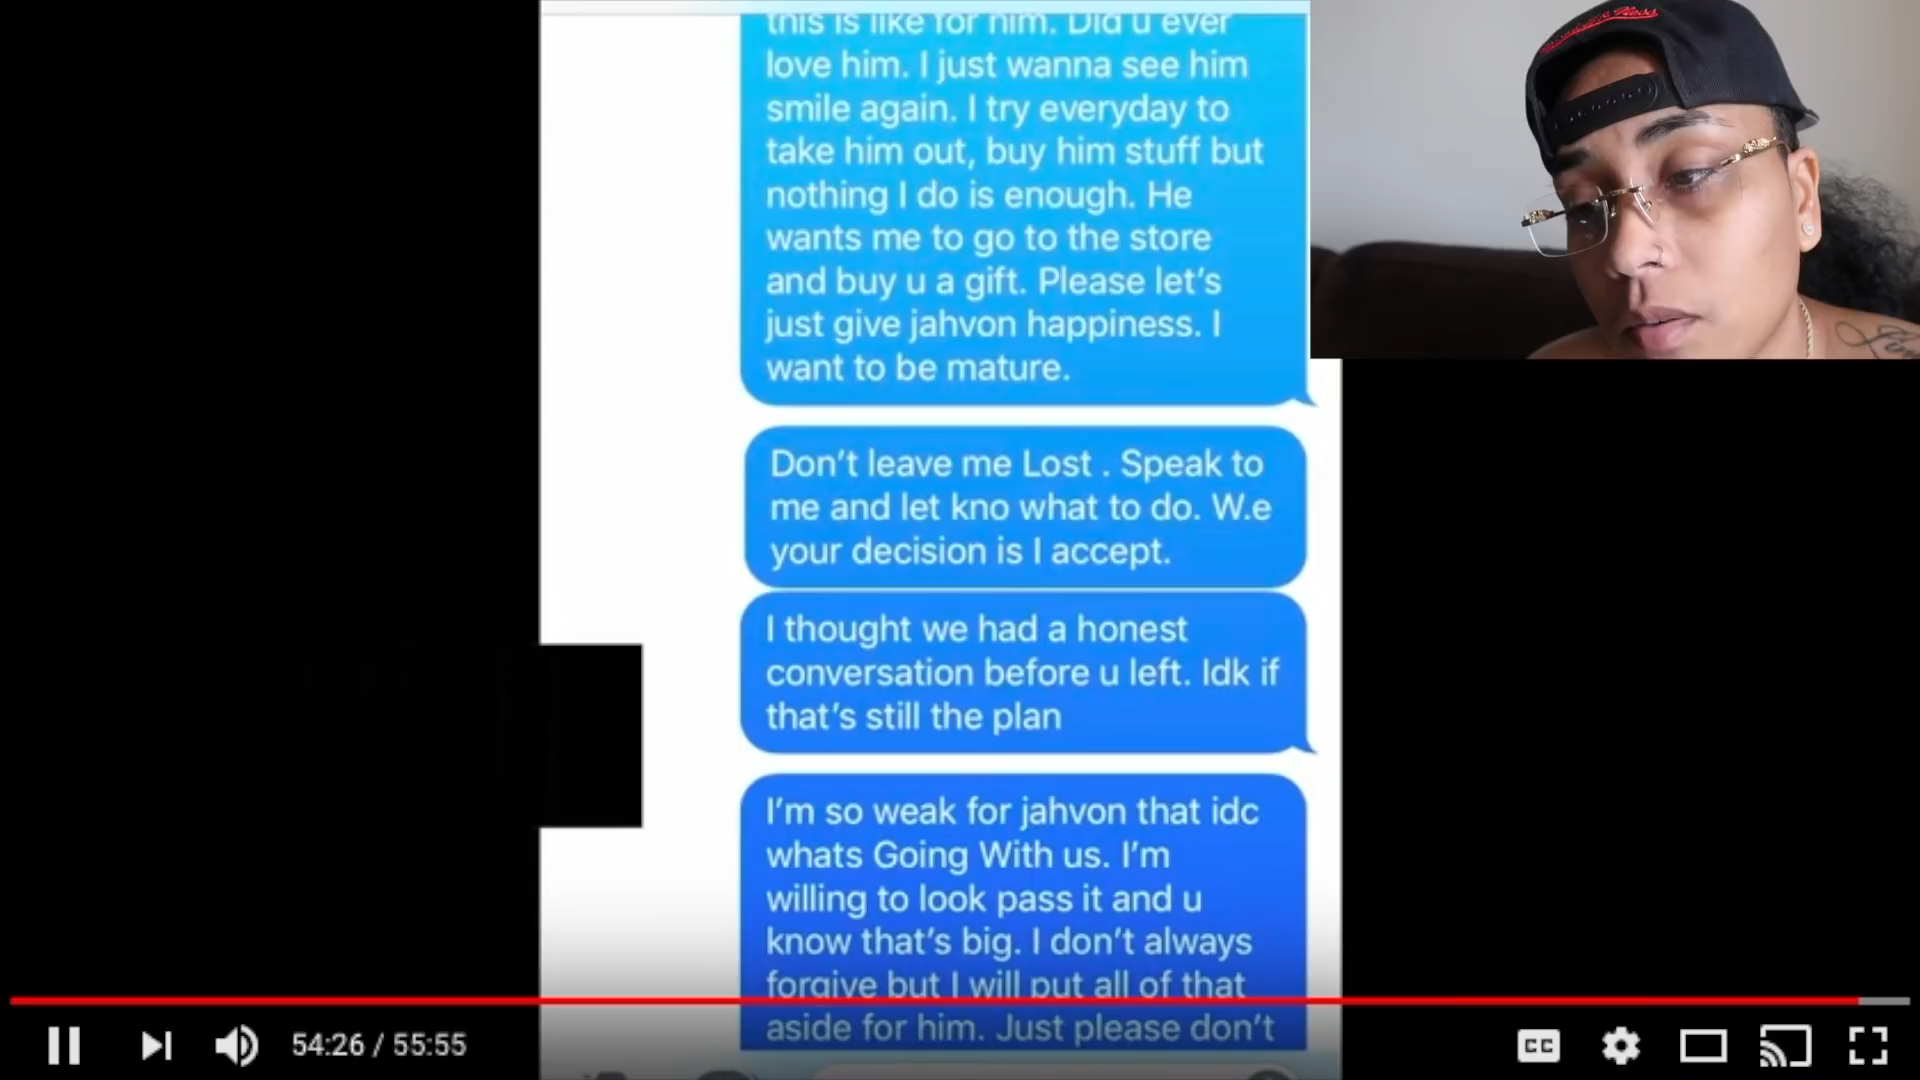 this is like for him. Did u ever
love him. I just wanna see him
smile again. I try everyday to
take him out, buy him stuff but
nothing I do is enough. He
wants me to go to the store
and buy u a gift. Please let's
just give jahvon happiness. I
want to be mature.
Don't leave me Lost . Speak to
me and let kno what to do. W.e
your decision is I accept.
I thought we had a honest
conversation before u left. Idk if
that's still the plan
I'm so weak for jahvon that idc
whats Going With us. I'm
willing to look pass it and u
know that's big. I don't always
forgive but I will put all of that
aside for him. Just please don't
54:26 / 55:55
CC